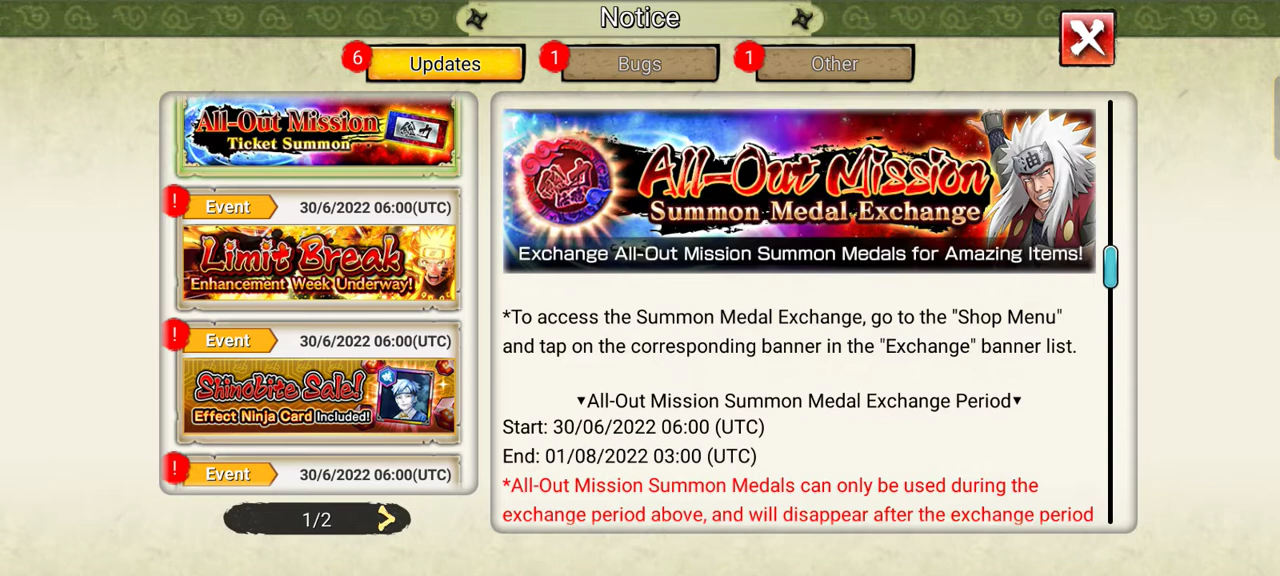 Notice
6
Updates
1
Bugs
1
Other
All-Out Mission
Ticket Summon
!
Event
30/6/2022 06:00(UTC)
Limit Break
Enhancement Week Underway!
!
Event
30/6/2022 06:00(UTC)
Shinobite Sale!
Effect Ninja Card Included!
!
Event
30/6/2022 06:00(UTC)
1/2
All-Out Mission
Summon Medal Exchange
Exchange All-Out Mission Summon Medals for Amazing Items!
*To access the Summon Medal Exchange, go to the "Shop Menu"
and tap on the corresponding banner in the "Exchange" banner list.
▼All-Out Mission Summon Medal Exchange Period▼
Start: 30/06/2022 06:00 (UTC)
End: 01/08/2022 03:00 (UTC)
*All-Out Mission Summon Medals can only be used during the
exchange period above, and will disappear after the exchange period